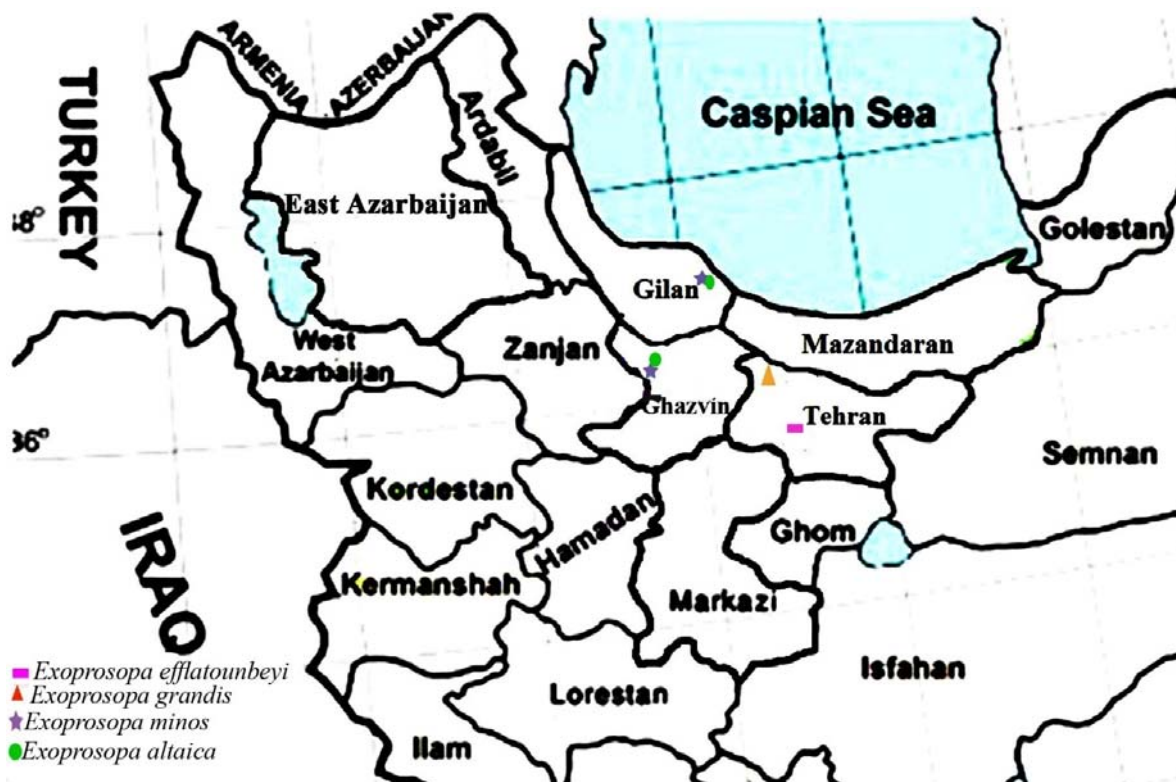 TURKEY
ARMENIA
AZERBAIJAN
Ardabil
Caspian Sea
East Azarbaijan
Golestan
Gilan
West
Azarbaijan
Zanjan
Mazandaran
Ghazvin
Tehran
36°
Semnan
Kordestan
Hamadan
Ghom
IRAQ
Kermanshah
Markazi
Isfahan
Lorestan
Ilam
Exoprosopa efflatounbeyi
Exoprosopa grandis
Exoprosopa minos
Exoprosopa altaica